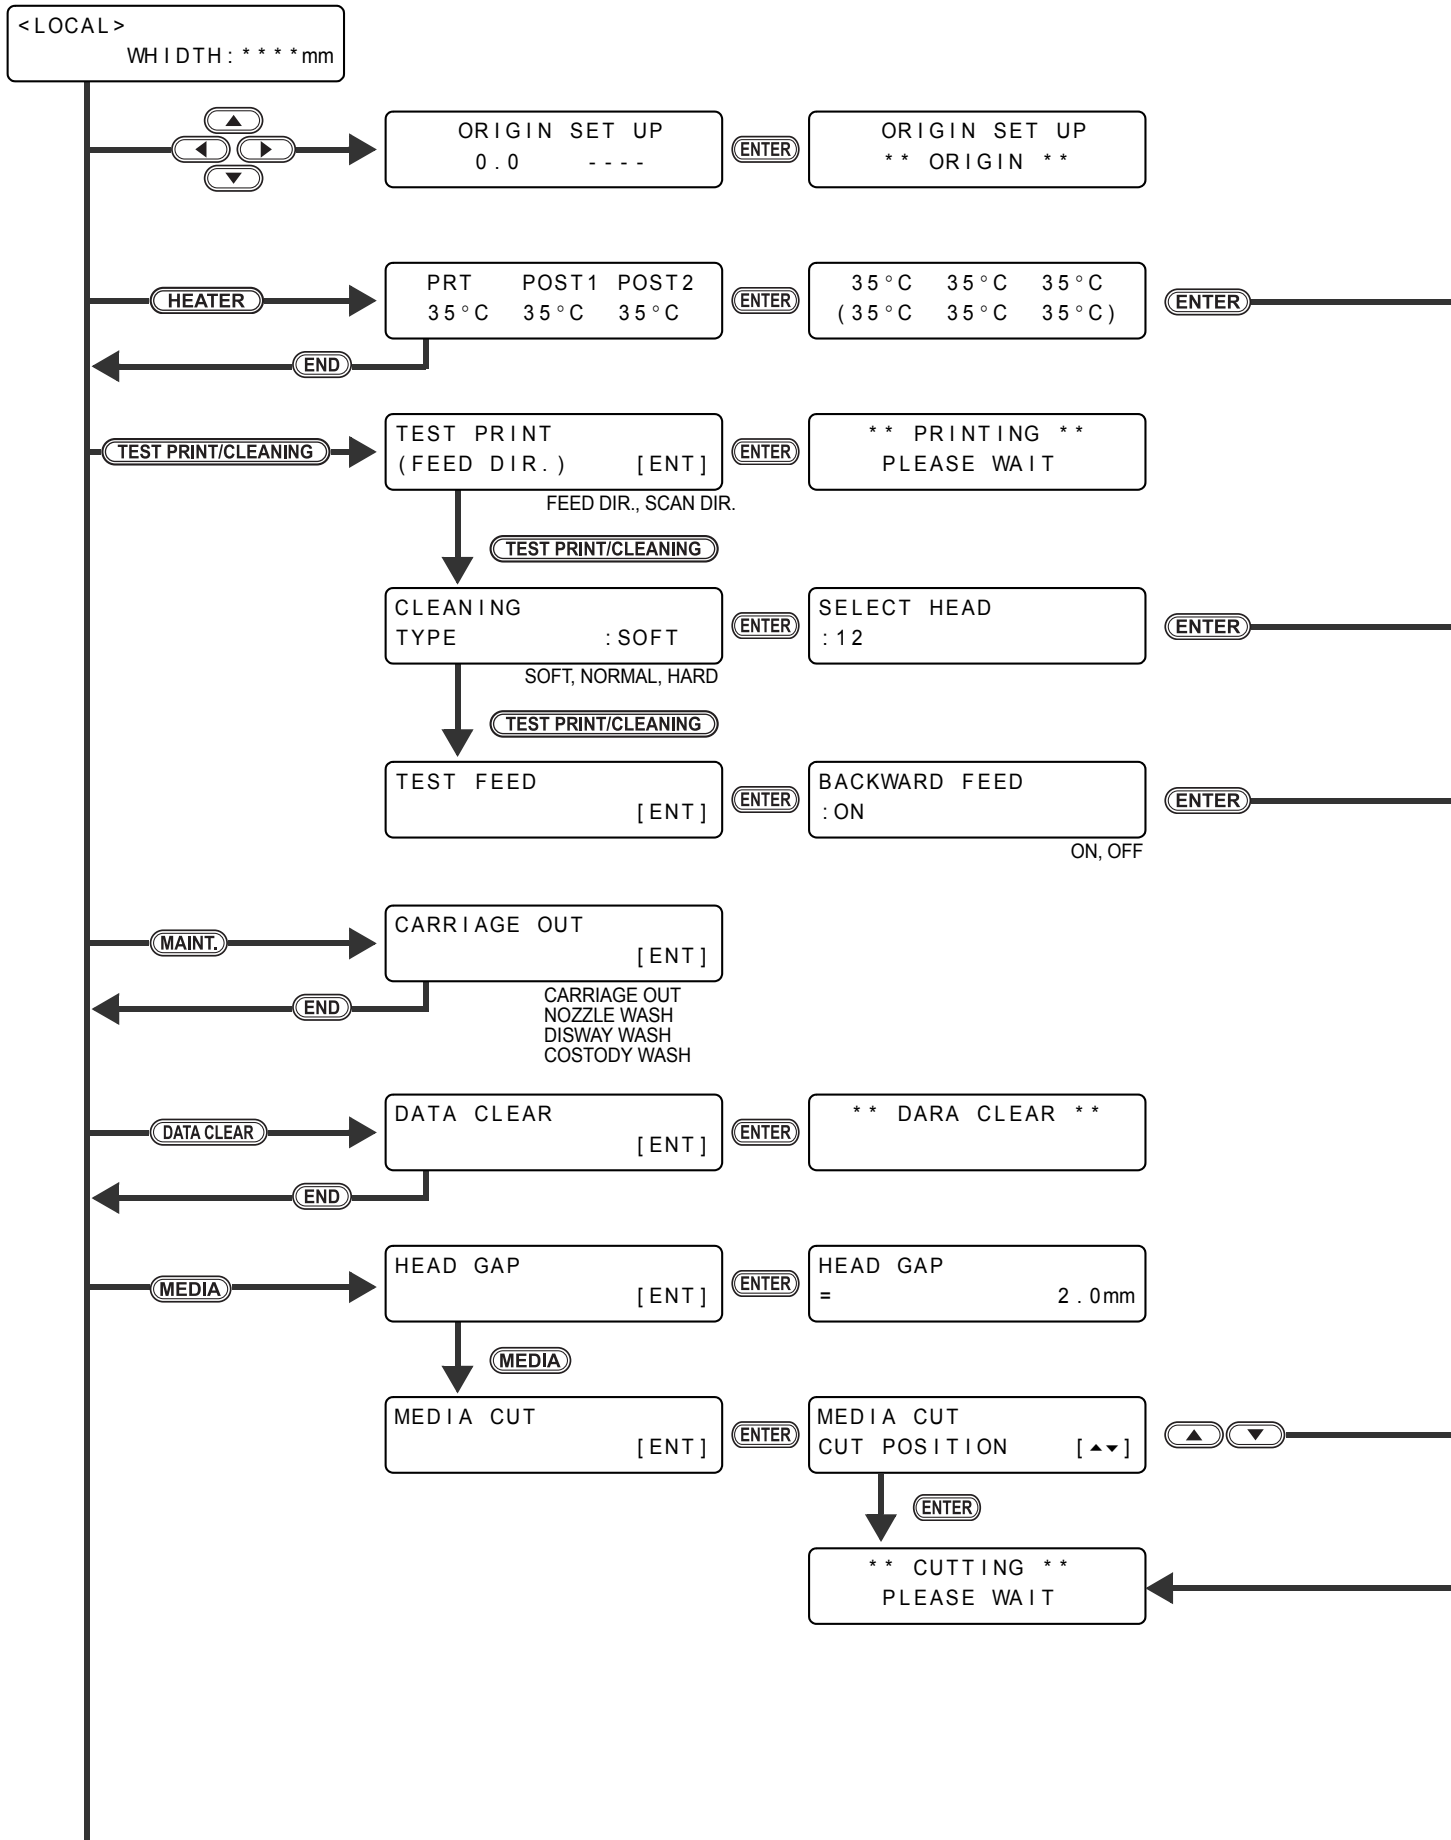 <LOCAL>
WHIDTH:****mm
ORIGIN SET UP
0.0 ----
ENTER
ORIGIN SET UP
** ORIGIN **
HEATER
PRT POST1 POST2
35°C 35°C 35°C
ENTER
35°C 35°C 35°C
(35°C 35°C 35°C)
ENTER
END
TEST PRINT/CLEANING
TEST PRINT
(FEED DIR.) [ENT]
ENTER
** PRINTING **
PLEASE WAIT
FEED DIR., SCAN DIR.
TEST PRINT/CLEANING
CLEANING
TYPE :SOFT
ENTER
SELECT HEAD
:12
ENTER
SOFT, NORMAL, HARD
TEST PRINT/CLEANING
TEST FEED
[ENT]
ENTER
BACKWARD FEED
:ON
ENTER
ON, OFF
MAINT.
CARRIAGE OUT
[ENT]
END
CARRIAGE OUT
NOZZLE WASH
DISWAY WASH
COSTODY WASH
DATA CLEAR
DATA CLEAR
[ENT]
ENTER
** DARA CLEAR **
END
MEDIA
HEAD GAP
[ENT]
ENTER
HEAD GAP
= 2.0mm
MEDIA
MEDIA CUT
[ENT]
ENTER
MEDIA CUT
CUT POSITION [▲▼]
ENTER
** CUTTING **
PLEASE WAIT